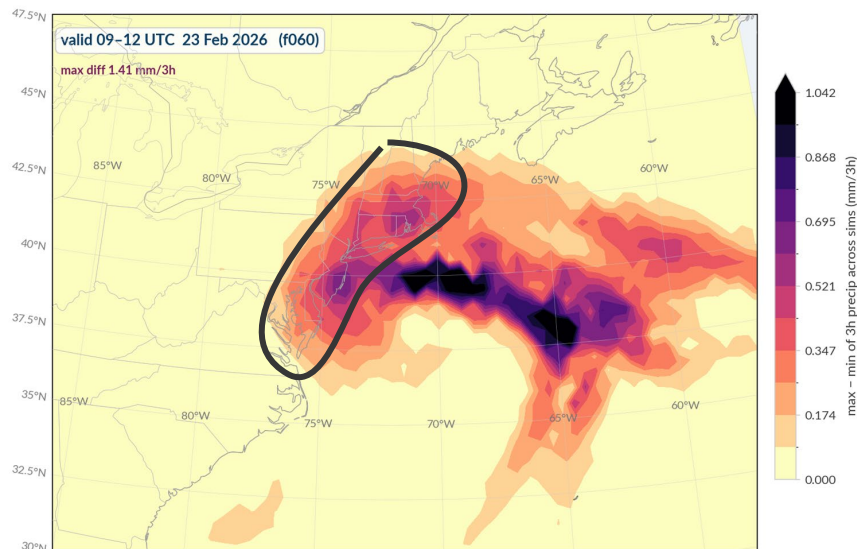 47.5°N
valid 09–12 UTC 23 Feb 2026 (f060)
max diff 1.41 mm/3h
45°N
42.5°N
40°N
37.5°N
35°N
32.5°N
30°N
85°W
80°W
75°W
70°W
65°W
60°W
85°W
80°W
75°W
70°W
65°W
60°W
1.042
0.868
0.695
0.521
0.347
0.174
0.000
max − min of 3h precip across sims (mm/3h)